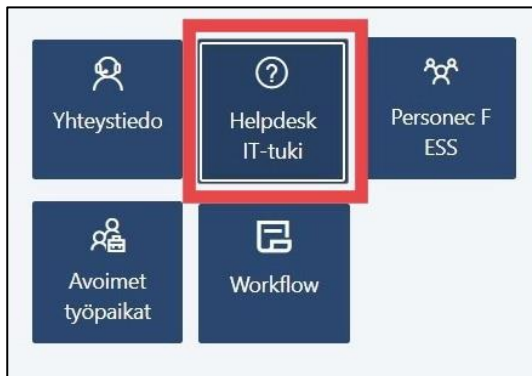 Yhteystiedo
Helpdesk
IT-tuki
Personec F
ESS
Avoimet
työpaikat
Workflow